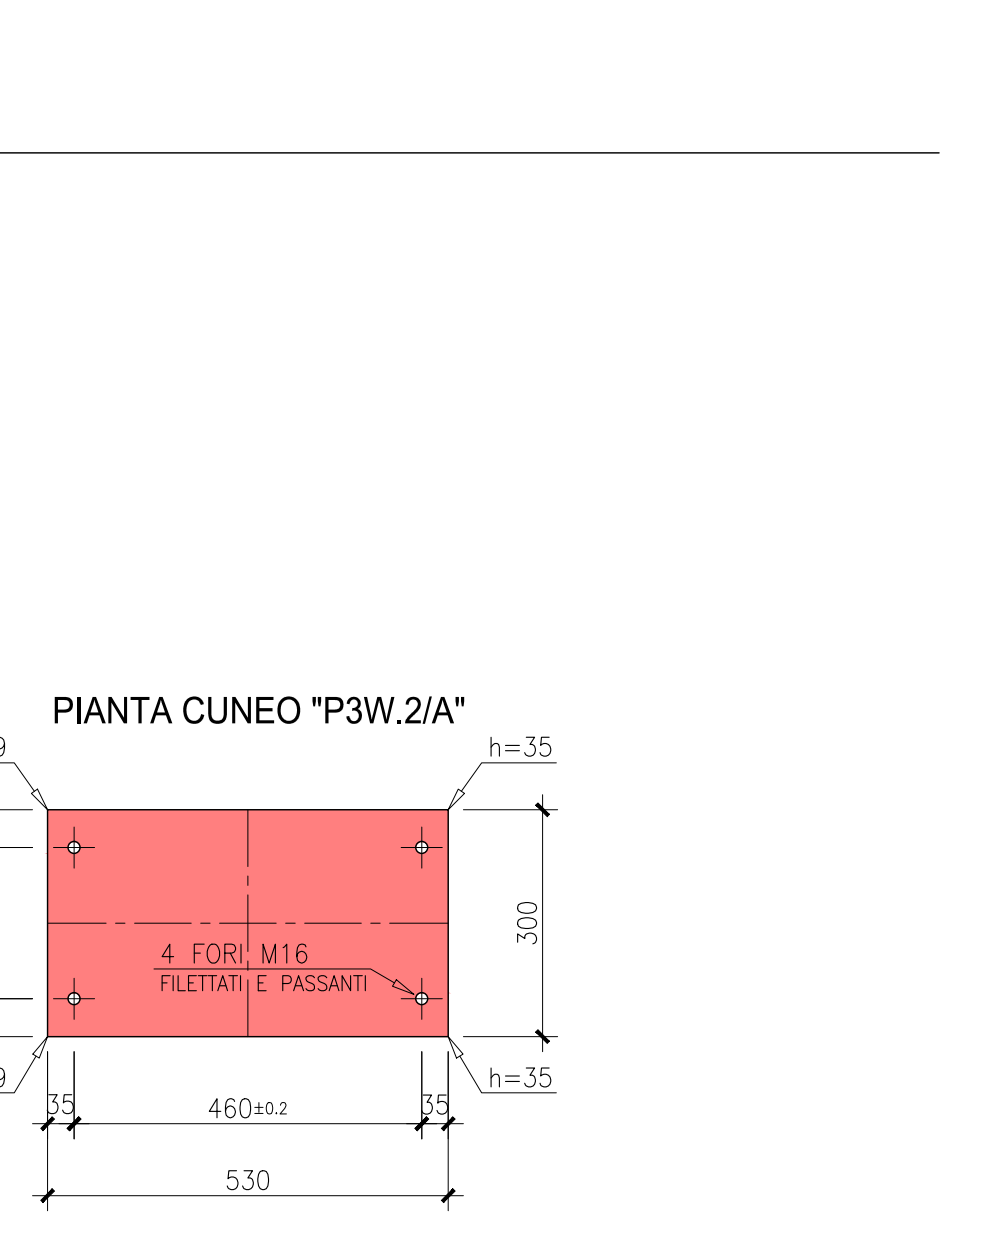 PIANTA CUNEO "P3W.2/A"
h=35
300
4 FORI M16
FILETTATI E PASSANTI
h=35
35
460±0.2
35
530